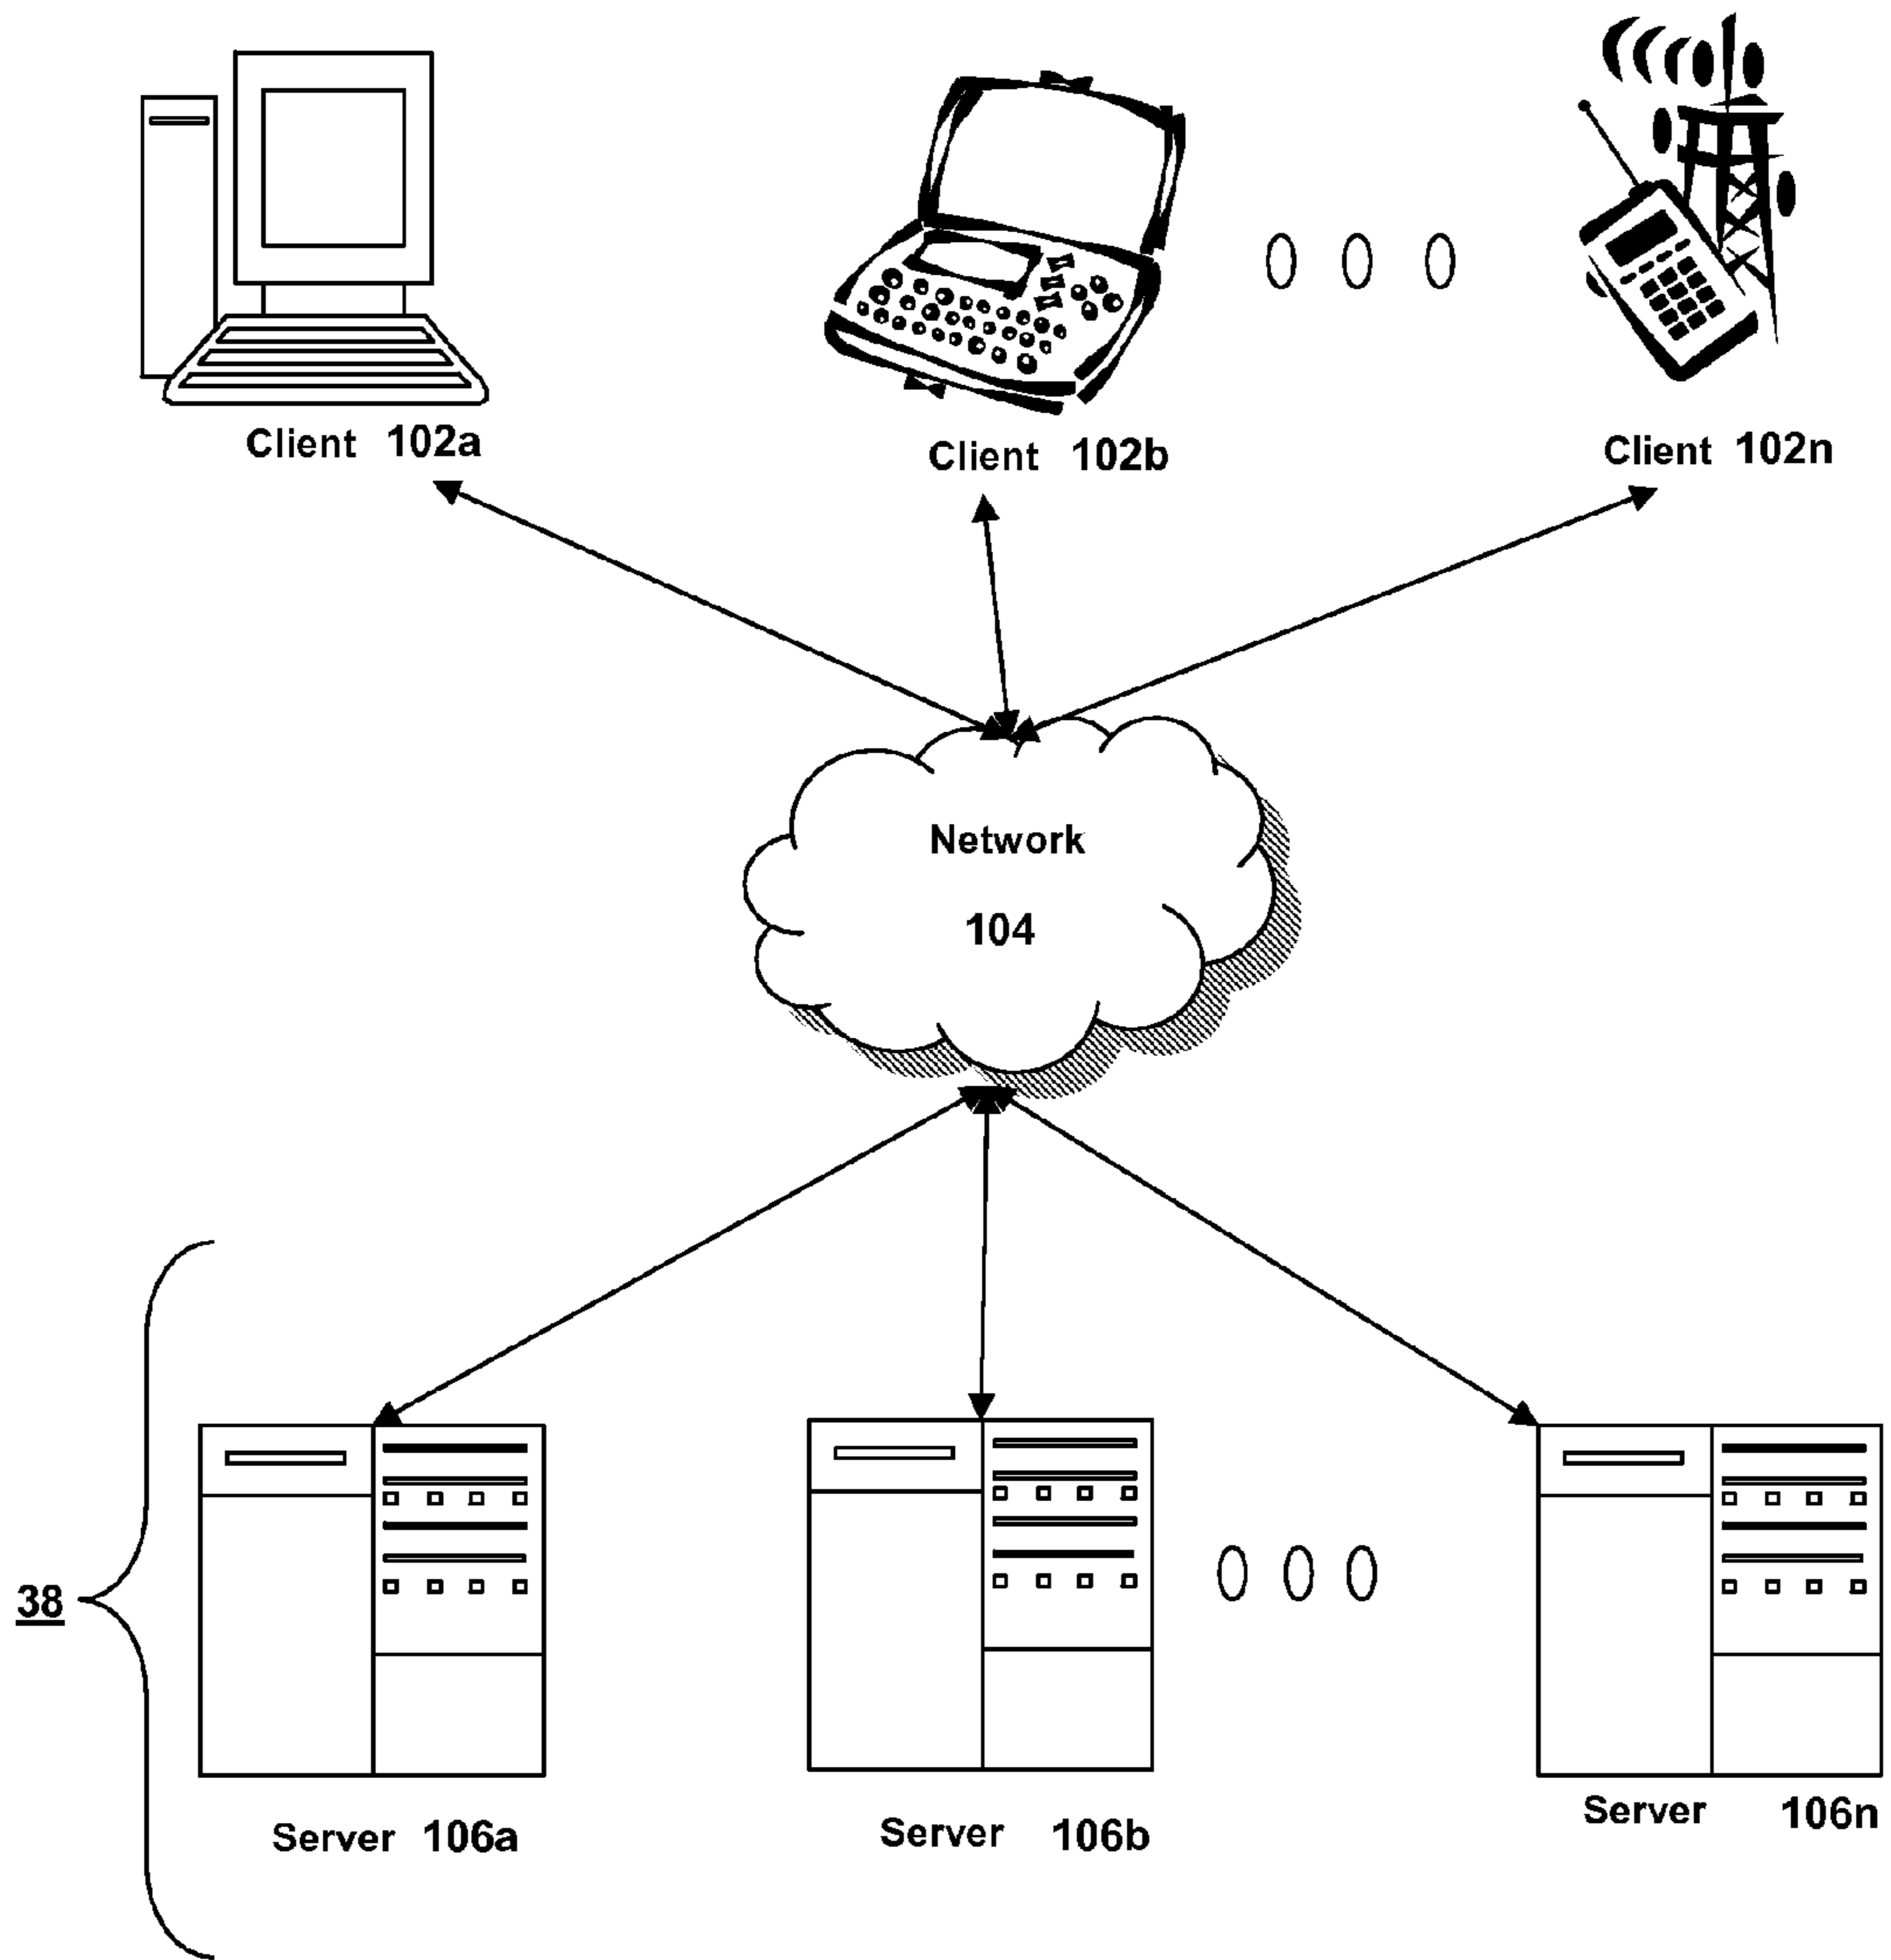 Client 102a
Client 102b
Client 102n
Network
104
38
Server 106a
Server 106b
Server 106n